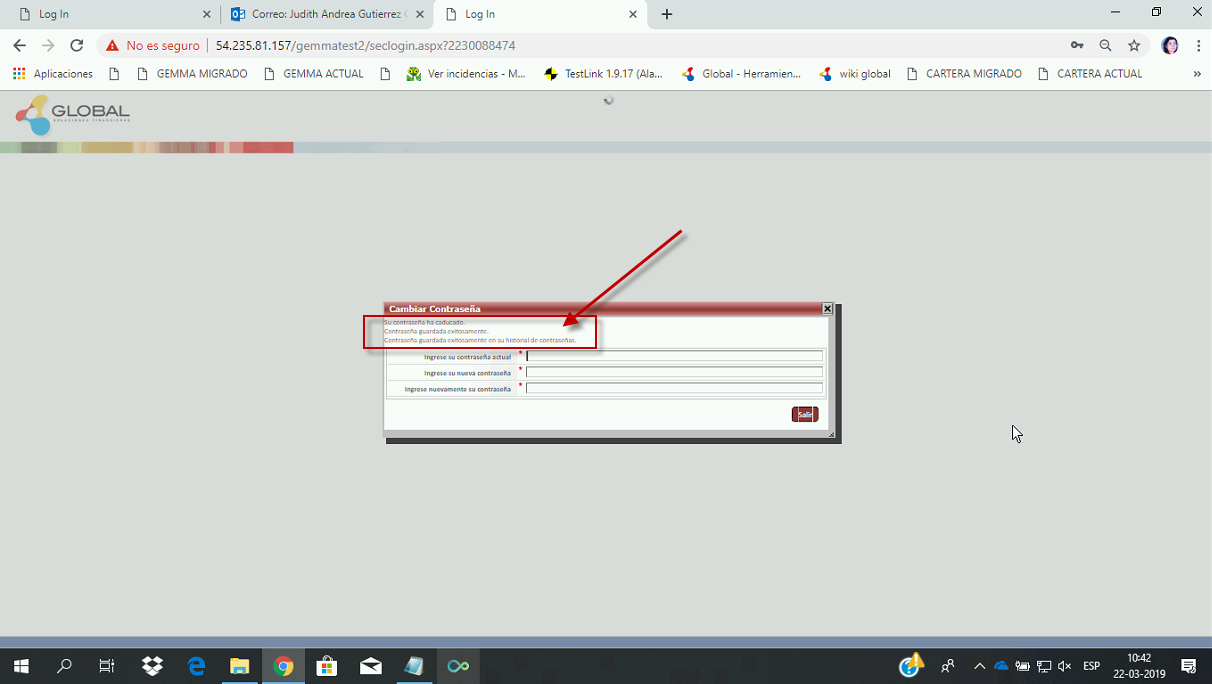 Log In
Correo: Judith Andrea Gutierrez
Log In
No es seguro
54.235.81.157/gemmatest2/seclogin.aspx?2230088474
Aplicaciones
GEMMA MIGRADO
GEMMA ACTUAL
Ver incidencias - M...
TestLink 1.9.17 (Ala...
Global - Herramien...
wiki global
CARTERA MIGRADO
CARTERA ACTUAL
»
GLOBAL
SOLUCIONES FINANCIERAS
Cambiar Contraseña
Su contraseña ha caducado.
Contraseña guardada exitosamente.
Contraseña guardada exitosamente en su historial de contraseñas.
Ingrese su contraseña actual *
Ingrese su nueva contraseña *
Ingrese nuevamente su contraseña *
Salir
ESP
10:42
22-03-2019